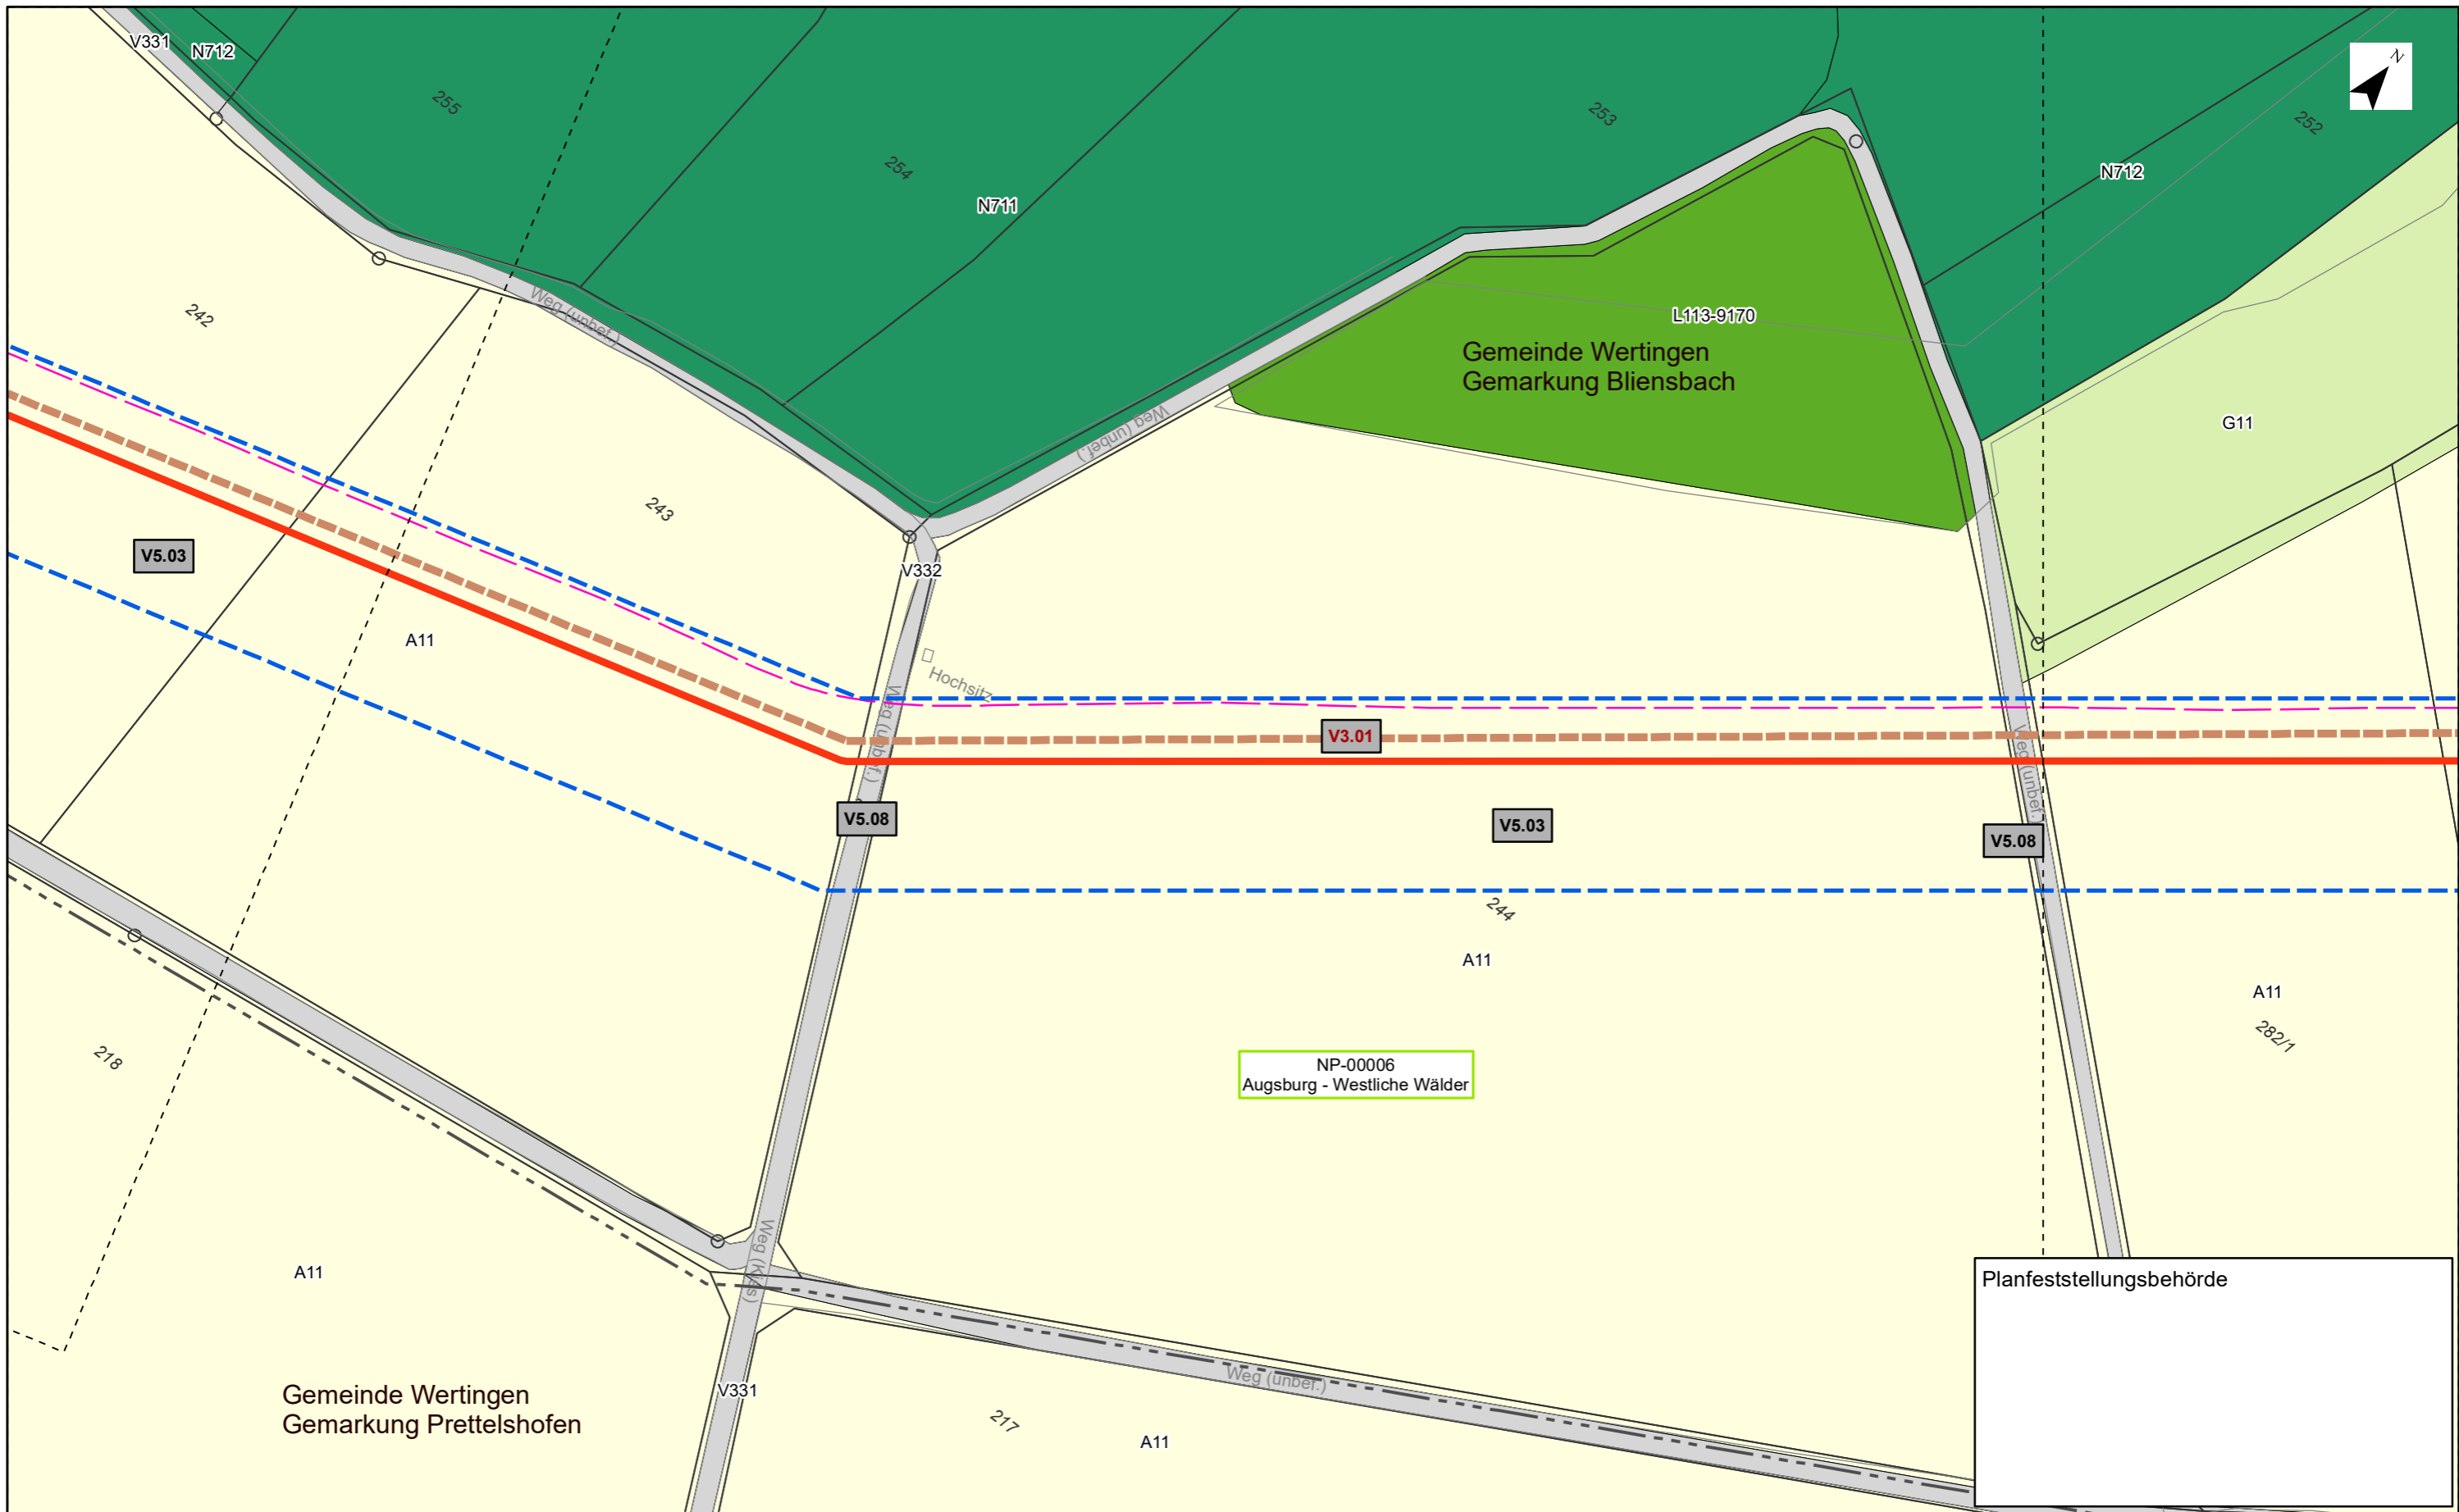 V331
N712
N
255
253
252
254
N712
N711
242
Weg (unbef.)
L113-9170
Gemeinde Wertingen
Gemarkung Bliensbach
Weg (unbef.)
G11
243
V5.03
V332
A11
Hochsitz
Weg (unbef.)
V3.01
Weg (unbef.)
V5.08
V5.03
V5.08
244
A11
A11
282/1
218
NP-00006
Augsburg - Westliche Wälder
Weg (Kies)
A11
Planfeststellungsbehörde
Weg (unbef.)
V331
Gemeinde Wertingen
Gemarkung Prettelshofen
217
A11